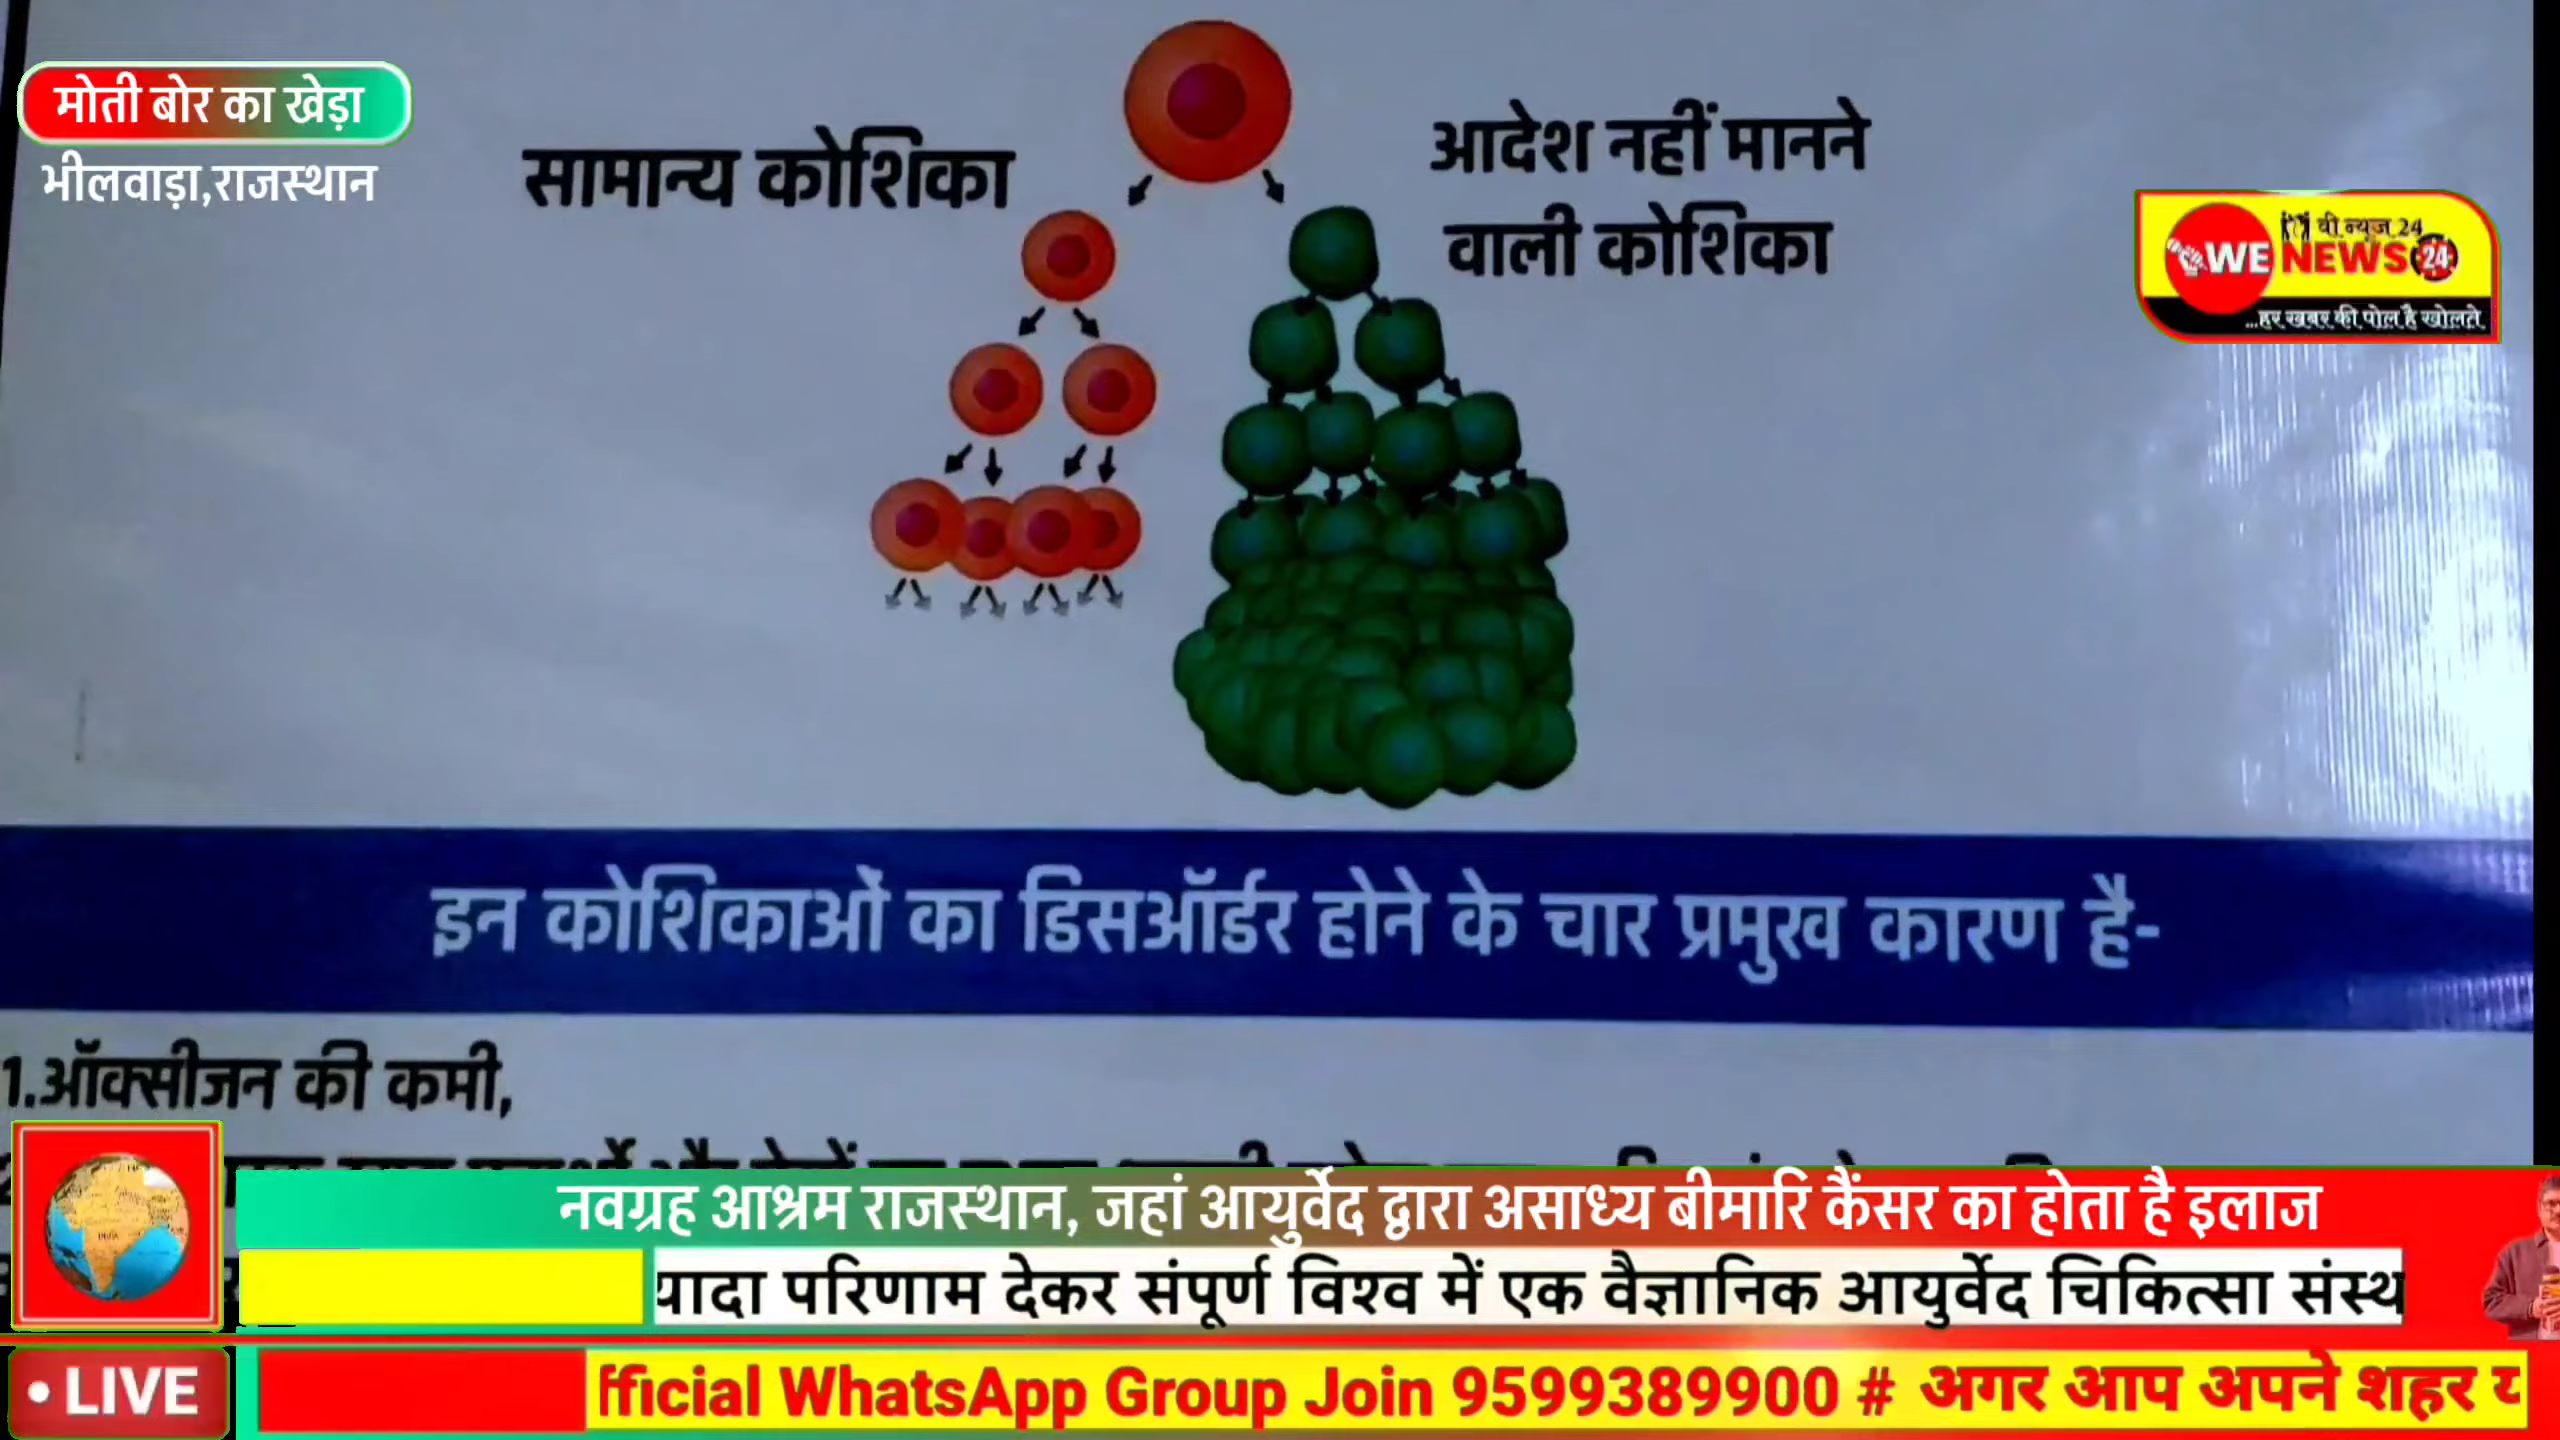 मोती बोर का खेड़ा
भीलवाड़ा,राजस्थान
सामान्य कोशिका
आदेश नहीं मानने
वाली कोशिका
वी न्यूज 24
WE NEWS 24
...हर खबर की पोल है खोलते
इन कोशिकाओं का डिसऑर्डर होने के चार प्रमुख कारण है-
1.ऑक्सीजन की कमी,
नवग्रह आश्रम राजस्थान, जहां आयुर्वेद द्वारा असाध्य बीमारि कैंसर का होता है इलाज
यादा परिणाम देकर संपूर्ण विश्व में एक वैज्ञानिक आयुर्वेद चिकित्सा संस्थ
• LIVE
fficial WhatsApp Group Join 9599389900 # अगर आप अपने शहर